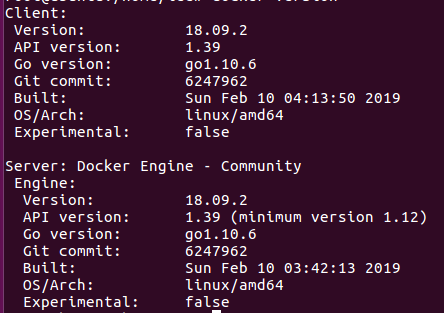 Client:
Version: 18.09.2
API version: 1.39
Go version: go1.10.6
Git commit: 6247962
Built: Sun Feb 10 04:13:50 2019
OS/Arch: linux/amd64
Experimental: false
Server: Docker Engine - Community
Engine:
Version: 18.09.2
API version: 1.39 (minimum version 1.12)
Go version: go1.10.6
Git commit: 6247962
Built: Sun Feb 10 03:42:13 2019
OS/Arch: linux/amd64
Experimental: false